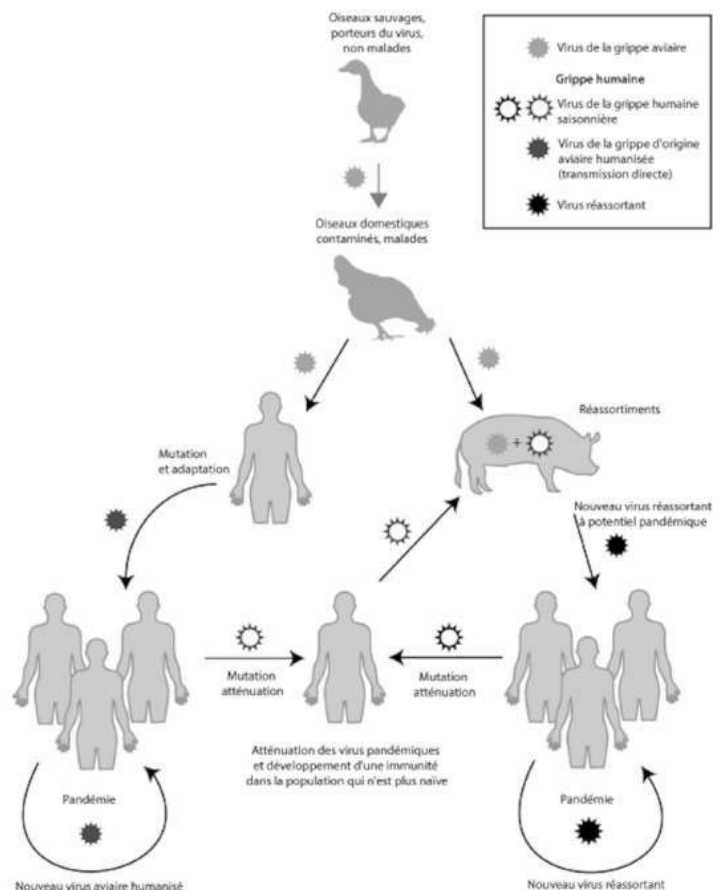 Oiseaux sauvages,
porteurs du virus,
non malades
Virus de la grippe aviaire
Grippe humaine
Virus de la grippe humaine
saisonnière
Virus de la grippe d'origine
aviaire humanisée
(transmission directe)
Virus réassortant
Oiseaux domestiques
contaminés, malades
Réassortiments
+
Mutation
et adaptation
Nouveau virus réassortant
à potentiel pandémique
Mutation
atténuation
Mutation
atténuation
Atténuation des virus pandémiques
et développement d'une immunité
dans la population qui n'est plus naïve
Pandémie
Pandémie
Nouveau virus aviaire humanisé
Nouveau virus réassortant